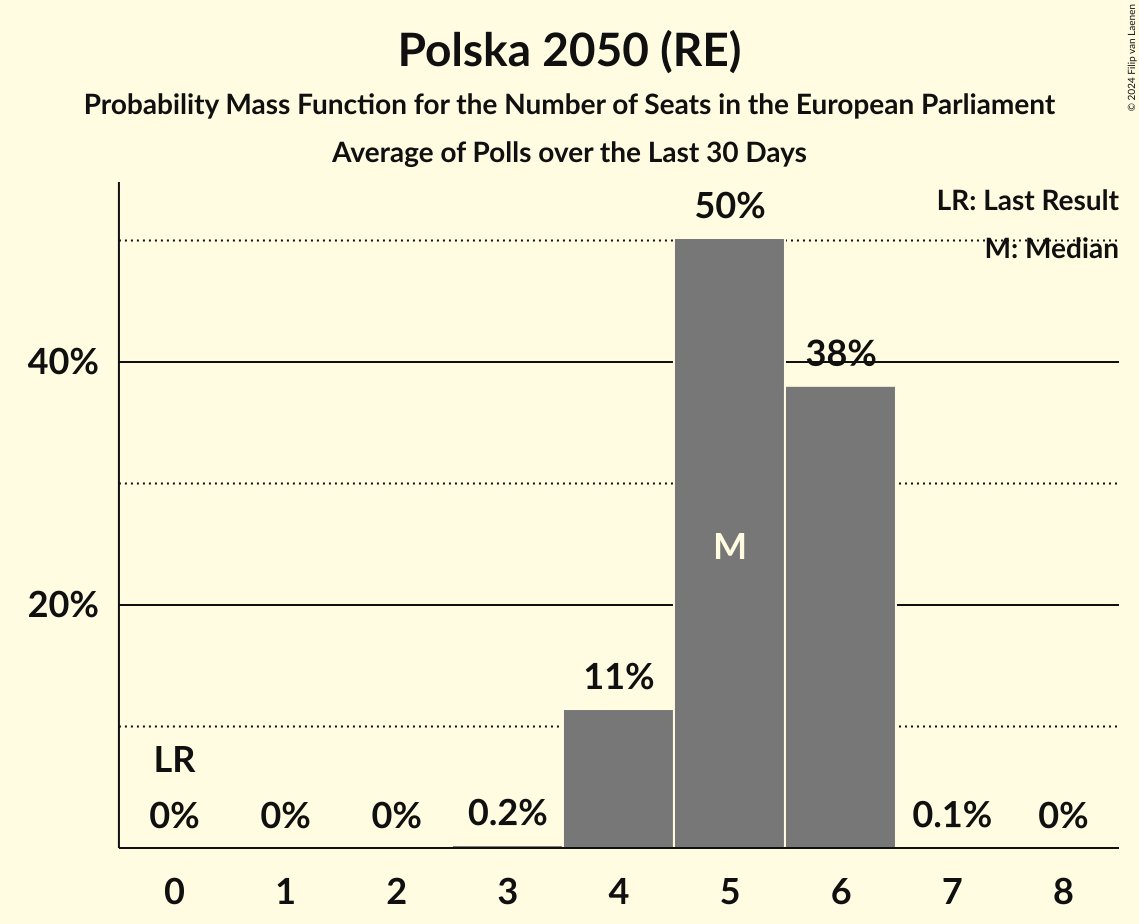 Polska 2050 (RE)
Probability Mass Function for the Number of Seats in the European Parliament
Average of Polls over the Last 30 Days
© 2024 Filip van Laenen
LR: Last Result
M: Median
50%
40%
38%
M
20%
11%
LR
0%
0%
0%
0.2%
0.1%
0%
0 1 2 3 4 5 6 7 8